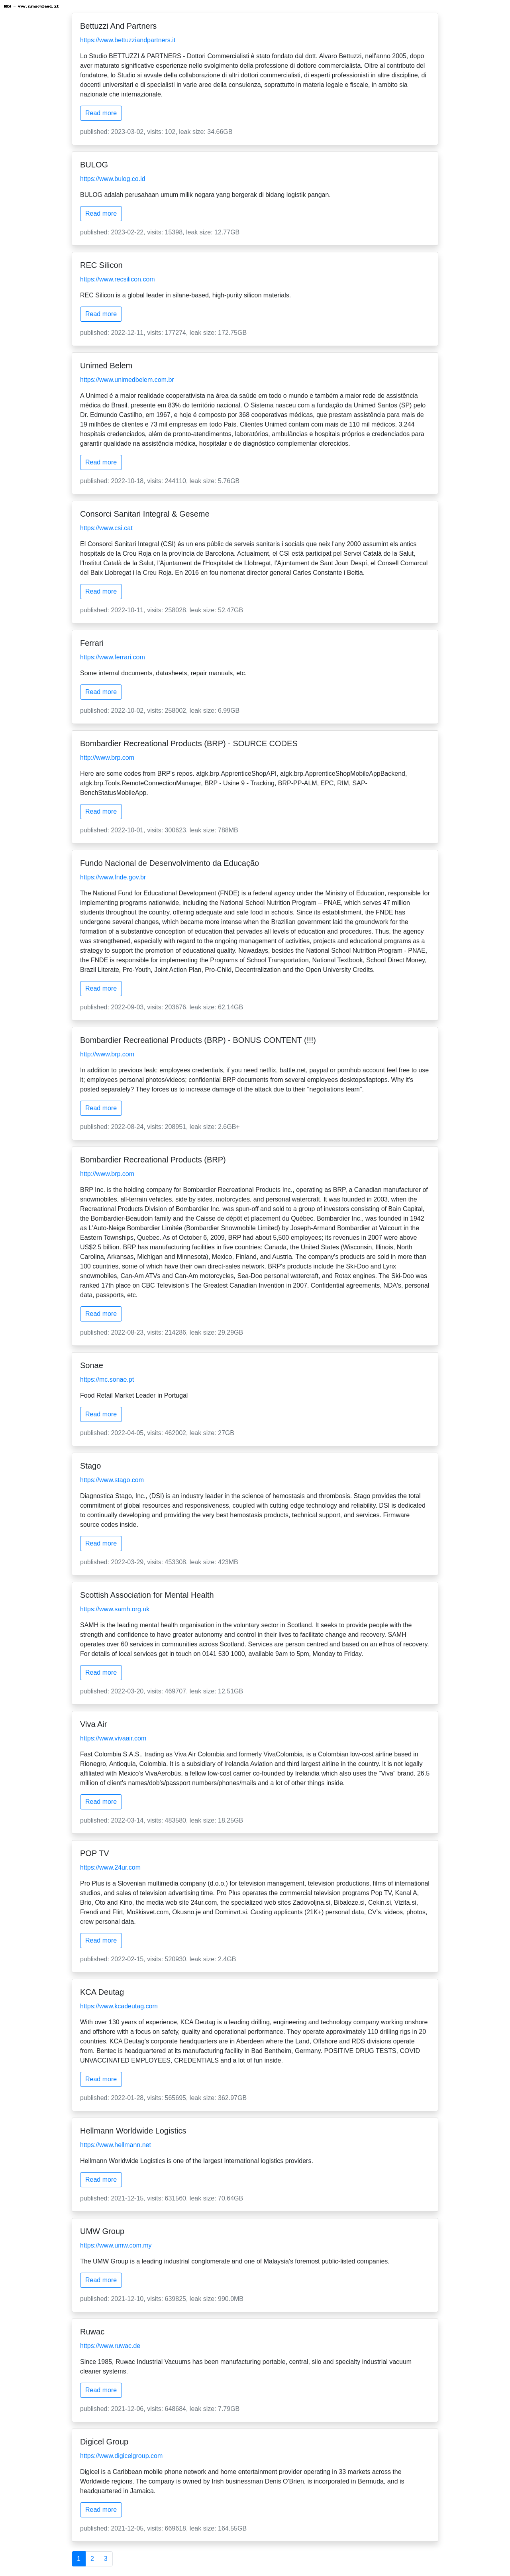 RRN - www.ransomfeed.it
Bettuzzi And Partners
https://www.bettuzziandpartners.it
Lo Studio BETTUZZI & PARTNERS - Dottori Commercialisti è stato fondato dal dott. Alvaro Bettuzzi, nell'anno 2005, dopo
aver maturato significative esperienze nello svolgimento della professione di dottore commercialista. Oltre al contributo del
fondatore, lo Studio si avvale della collaborazione di altri dottori commercialisti, di esperti professionisti in altre discipline, di
docenti universitari e di specialisti in varie aree della consulenza, soprattutto in materia legale e fiscale, in ambito sia
nazionale che internazionale.
Read more
published: 2023-03-02, visits: 102, leak size: 34.66GB
BULOG
https://www.bulog.co.id
BULOG adalah perusahaan umum milik negara yang bergerak di bidang logistik pangan.
Read more
published: 2023-02-22, visits: 15398, leak size: 12.77GB
REC Silicon
https://www.recsilicon.com
REC Silicon is a global leader in silane-based, high-purity silicon materials.
Read more
published: 2022-12-11, visits: 177274, leak size: 172.75GB
Unimed Belem
https://www.unimedbelem.com.br
A Unimed é a maior realidade cooperativista na área da saúde em todo o mundo e também a maior rede de assistência
médica do Brasil, presente em 83% do território nacional. O Sistema nasceu com a fundação da Unimed Santos (SP) pelo
Dr. Edmundo Castilho, em 1967, e hoje é composto por 368 cooperativas médicas, que prestam assistência para mais de
19 milhões de clientes e 73 mil empresas em todo País. Clientes Unimed contam com mais de 110 mil médicos, 3.244
hospitais credenciados, além de pronto-atendimentos, laboratórios, ambulâncias e hospitais próprios e credenciados para
garantir qualidade na assistência médica, hospitalar e de diagnóstico complementar oferecidos.
Read more
published: 2022-10-18, visits: 244110, leak size: 5.76GB
Consorci Sanitari Integral & Geseme
https://www.csi.cat
El Consorci Sanitari Integral (CSI) és un ens públic de serveis sanitaris i socials que neix l'any 2000 assumint els antics
hospitals de la Creu Roja en la província de Barcelona. Actualment, el CSI està participat pel Servei Català de la Salut,
l'Institut Català de la Salut, l'Ajuntament de l'Hospitalet de Llobregat, l'Ajuntament de Sant Joan Despí, el Consell Comarcal
del Baix Llobregat i la Creu Roja. En 2016 en fou nomenat director general Carles Constante i Beitia.
Read more
published: 2022-10-11, visits: 258028, leak size: 52.47GB
Ferrari
https://www.ferrari.com
Some internal documents, datasheets, repair manuals, etc.
Read more
published: 2022-10-02, visits: 258002, leak size: 6.99GB
Bombardier Recreational Products (BRP) - SOURCE CODES
http://www.brp.com
Here are some codes from BRP's repos. atgk.brp.ApprenticeShopAPI, atgk.brp.ApprenticeShopMobileAppBackend,
atgk.brp.Tools.RemoteConnectionManager, BRP - Usine 9 - Tracking, BRP-PP-ALM, EPC, RIM, SAP-
BenchStatusMobileApp.
Read more
published: 2022-10-01, visits: 300623, leak size: 788MB
Fundo Nacional de Desenvolvimento da Educação
https://www.fnde.gov.br
The National Fund for Educational Development (FNDE) is a federal agency under the Ministry of Education, responsible for
implementing programs nationwide, including the National School Nutrition Program – PNAE, which serves 47 million
students throughout the country, offering adequate and safe food in schools. Since its establishment, the FNDE has
undergone several changes, which became more intense when the Brazilian government laid the groundwork for the
formation of a substantive conception of education that pervades all levels of education and procedures. Thus, the agency
was strengthened, especially with regard to the ongoing management of activities, projects and educational programs as a
strategy to support the promotion of educational quality. Nowadays, besides the National School Nutrition Program - PNAE,
the FNDE is responsible for implementing the Programs of School Transportation, National Textbook, School Direct Money,
Brazil Literate, Pro-Youth, Joint Action Plan, Pro-Child, Decentralization and the Open University Credits.
Read more
published: 2022-09-03, visits: 203676, leak size: 62.14GB
Bombardier Recreational Products (BRP) - BONUS CONTENT (!!!)
http://www.brp.com
In addition to previous leak: employees credentials, if you need netflix, battle.net, paypal or pornhub account feel free to use
it; employees personal photos/videos; confidential BRP documents from several employees desktops/laptops. Why it's
posted separately? They forces us to increase damage of the attack due to their "negotiations team".
Read more
published: 2022-08-24, visits: 208951, leak size: 2.6GB+
Bombardier Recreational Products (BRP)
http://www.brp.com
BRP Inc. is the holding company for Bombardier Recreational Products Inc., operating as BRP, a Canadian manufacturer of
snowmobiles, all-terrain vehicles, side by sides, motorcycles, and personal watercraft. It was founded in 2003, when the
Recreational Products Division of Bombardier Inc. was spun-off and sold to a group of investors consisting of Bain Capital,
the Bombardier-Beaudoin family and the Caisse de dépôt et placement du Québec. Bombardier Inc., was founded in 1942
as L'Auto-Neige Bombardier Limitée (Bombardier Snowmobile Limited) by Joseph-Armand Bombardier at Valcourt in the
Eastern Townships, Quebec. As of October 6, 2009, BRP had about 5,500 employees; its revenues in 2007 were above
US$2.5 billion. BRP has manufacturing facilities in five countries: Canada, the United States (Wisconsin, Illinois, North
Carolina, Arkansas, Michigan and Minnesota), Mexico, Finland, and Austria. The company's products are sold in more than
100 countries, some of which have their own direct-sales network. BRP's products include the Ski-Doo and Lynx
snowmobiles, Can-Am ATVs and Can-Am motorcycles, Sea-Doo personal watercraft, and Rotax engines. The Ski-Doo was
ranked 17th place on CBC Television's The Greatest Canadian Invention in 2007. Confidential agreements, NDA's, personal
data, passports, etc.
Read more
published: 2022-08-23, visits: 214286, leak size: 29.29GB
Sonae
https://mc.sonae.pt
Food Retail Market Leader in Portugal
Read more
published: 2022-04-05, visits: 462002, leak size: 27GB
Stago
https://www.stago.com
Diagnostica Stago, Inc., (DSI) is an industry leader in the science of hemostasis and thrombosis. Stago provides the total
commitment of global resources and responsiveness, coupled with cutting edge technology and reliability. DSI is dedicated
to continually developing and providing the very best hemostasis products, technical support, and services. Firmware
source codes inside.
Read more
published: 2022-03-29, visits: 453308, leak size: 423MB
Scottish Association for Mental Health
https://www.samh.org.uk
SAMH is the leading mental health organisation in the voluntary sector in Scotland. It seeks to provide people with the
strength and confidence to have greater autonomy and control in their lives to facilitate change and recovery. SAMH
operates over 60 services in communities across Scotland. Services are person centred and based on an ethos of recovery.
For details of local services get in touch on 0141 530 1000, available 9am to 5pm, Monday to Friday.
Read more
published: 2022-03-20, visits: 469707, leak size: 12.51GB
Viva Air
https://www.vivaair.com
Fast Colombia S.A.S., trading as Viva Air Colombia and formerly VivaColombia, is a Colombian low-cost airline based in
Rionegro, Antioquia, Colombia. It is a subsidiary of Irelandia Aviation and third largest airline in the country. It is not legally
affiliated with Mexico's VivaAerobús, a fellow low-cost carrier co-founded by Irelandia which also uses the "Viva" brand. 26.5
million of client's names/dob's/passport numbers/phones/mails and a lot of other things inside.
Read more
published: 2022-03-14, visits: 483580, leak size: 18.25GB
POP TV
https://www.24ur.com
Pro Plus is a Slovenian multimedia company (d.o.o.) for television management, television productions, films of international
studios, and sales of television advertising time. Pro Plus operates the commercial television programs Pop TV, Kanal A,
Brio, Oto and Kino, the media web site 24ur.com, the specialized web sites Zadovoljna.si, Bibaleze.si, Cekin.si, Vizita.si,
Frendi and Flirt, Moškisvet.com, Okusno.je and Dominvrt.si. Casting applicants (21K+) personal data, CV's, videos, photos,
crew personal data.
Read more
published: 2022-02-15, visits: 520930, leak size: 2.4GB
KCA Deutag
https://www.kcadeutag.com
With over 130 years of experience, KCA Deutag is a leading drilling, engineering and technology company working onshore
and offshore with a focus on safety, quality and operational performance. They operate approximately 110 drilling rigs in 20
countries. KCA Deutag's corporate headquarters are in Aberdeen where the Land, Offshore and RDS divisions operate
from. Bentec is headquartered at its manufacturing facility in Bad Bentheim, Germany. POSITIVE DRUG TESTS, COVID
UNVACCINATED EMPLOYEES, CREDENTIALS and a lot of fun inside.
Read more
published: 2022-01-28, visits: 565695, leak size: 362.97GB
Hellmann Worldwide Logistics
https://www.hellmann.net
Hellmann Worldwide Logistics is one of the largest international logistics providers.
Read more
published: 2021-12-15, visits: 631560, leak size: 70.64GB
UMW Group
https://www.umw.com.my
The UMW Group is a leading industrial conglomerate and one of Malaysia's foremost public-listed companies.
Read more
published: 2021-12-10, visits: 639825, leak size: 990.0MB
Ruwac
https://www.ruwac.de
Since 1985, Ruwac Industrial Vacuums has been manufacturing portable, central, silo and specialty industrial vacuum
cleaner systems.
Read more
published: 2021-12-06, visits: 648684, leak size: 7.79GB
Digicel Group
https://www.digicelgroup.com
Digicel is a Caribbean mobile phone network and home entertainment provider operating in 33 markets across the
Worldwide regions. The company is owned by Irish businessman Denis O'Brien, is incorporated in Bermuda, and is
headquartered in Jamaica.
Read more
published: 2021-12-05, visits: 669618, leak size: 164.55GB
1 2 3